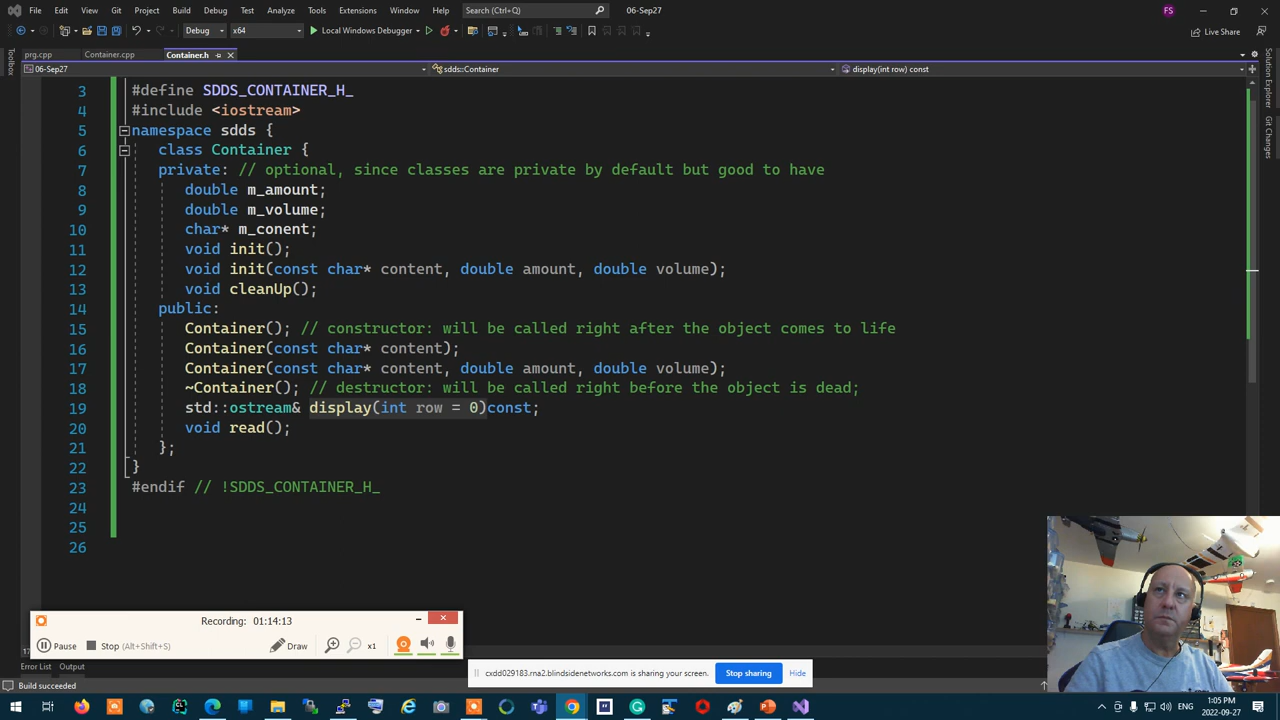 File Edit View Git Project Build Debug Test Analyze Tools Extensions Window Help Search (Ctrl+Q) 06-Sep27 FS
Debug x64 Local Windows Debugger Live Share
prg.cpp Container.cpp Container.h
06-Sep27 sdds::Container display(int row) const
Toolbox
Solution Explorer
Git Changes
3 #define SDDS_CONTAINER_H_
4 #include <iostream>
5 namespace sdds {
6 class Container {
7 private: // optional, since classes are private by default but good to have
8 double m_amount;
9 double m_volume;
10 char* m_conent;
11 void init();
12 void init(const char* content, double amount, double volume);
13 void cleanUp();
14 public:
15 Container(); // constructor: will be called right after the object comes to life
16 Container(const char* content);
17 Container(const char* content, double amount, double volume);
18 ~Container(); // destructor: will be called right before the object is dead;
19 std::ostream& display(int row = 0)const;
20 void read();
21 };
22 }
23 #endif // !SDDS_CONTAINER_H_
24
25
26
Recording: 01:14:13
Pause Stop (Alt+Shift+S) Draw x1
Error List Output
cxdd029183.rna2.blindsidenetworks.com is sharing your screen. Stop sharing Hide
Build succeeded
ENG 1:05 PM
2022-09-27